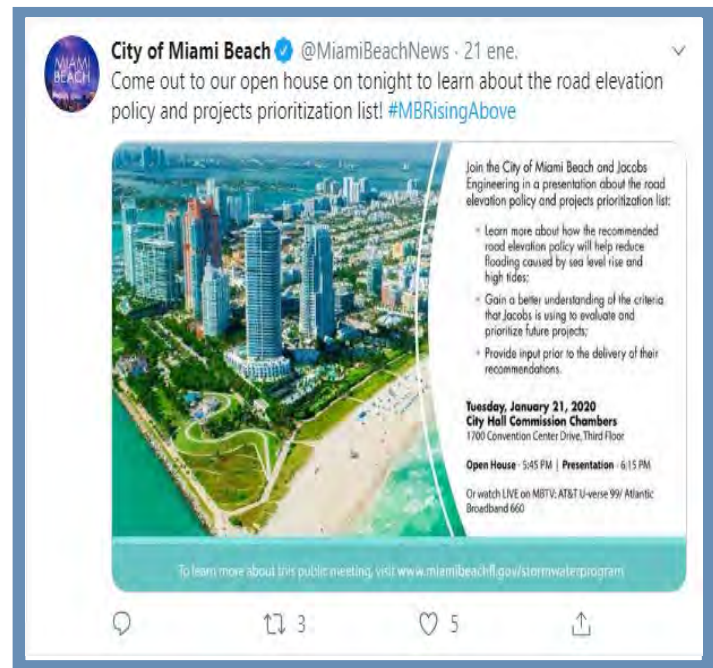 MIAMI
BEACH
City of Miami Beach @MiamiBeachNews · 21 ene.
Come out to our open house on tonight to learn about the road elevation
policy and projects prioritization list! #MBRisingAbove
Join the City of Miami Beach and Jacobs
Engineering in a presentation about the road
elevation policy and projects prioritization list:
• Learn more about how the recommended
road elevation policy will help reduce
flooding caused by sea level rise and
high tides;
• Gain a better understanding of the criteria
that Jacobs is using to evaluate and
prioritize future projects;
• Provide input prior to the delivery of their
recommendations.
Tuesday, January 21, 2020
City Hall Commission Chambers
1700 Convention Center Drive, Third Floor
Open House - 5:45 PM | Presentation - 6:15 PM
Or watch LIVE on MBTV: AT&T U-verse 99/ Atlantic
Broadband 660
To learn more about this public meeting, visit www.miamibeachfl.gov/stormwaterprogram
3 5